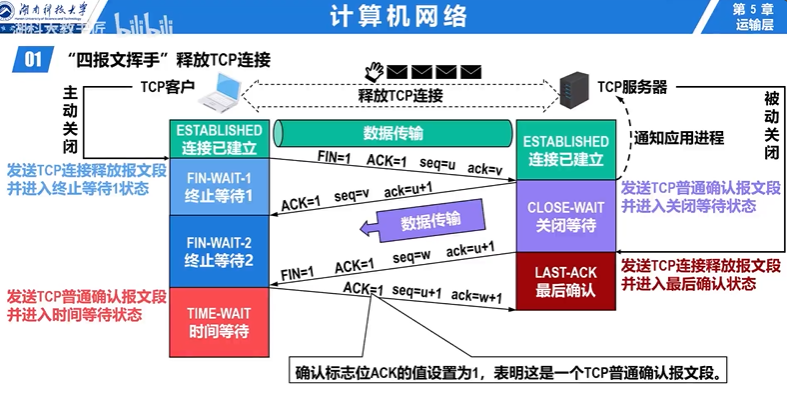 湖南科技大学
湖科大教书匠 bilibili
计算机网络
第 5 章
运输层
01 “四报文挥手”释放TCP连接
主动关闭
TCP客户
释放TCP连接
TCP服务器
被动关闭
通知应用进程
ESTABLISHED
连接已建立
数据传输
ESTABLISHED
连接已建立
FIN=1 ACK=1 seq=u ack=v
发送TCP连接释放报文段
并进入终止等待1状态
FIN-WAIT-1
终止等待1
ACK=1 seq=v ack=u+1
CLOSE-WAIT
关闭等待
发送TCP普通确认报文段
并进入关闭等待状态
数据传输
FIN-WAIT-2
终止等待2
FIN=1 ACK=1 seq=w ack=u+1
LAST-ACK
最后确认
发送TCP连接释放报文段
并进入最后确认状态
发送TCP普通确认报文段
并进入时间等待状态
TIME-WAIT
时间等待
ACK=1 seq=u+1 ack=w+1
确认标志位ACK的值设置为1，表明这是一个TCP普通确认报文段。